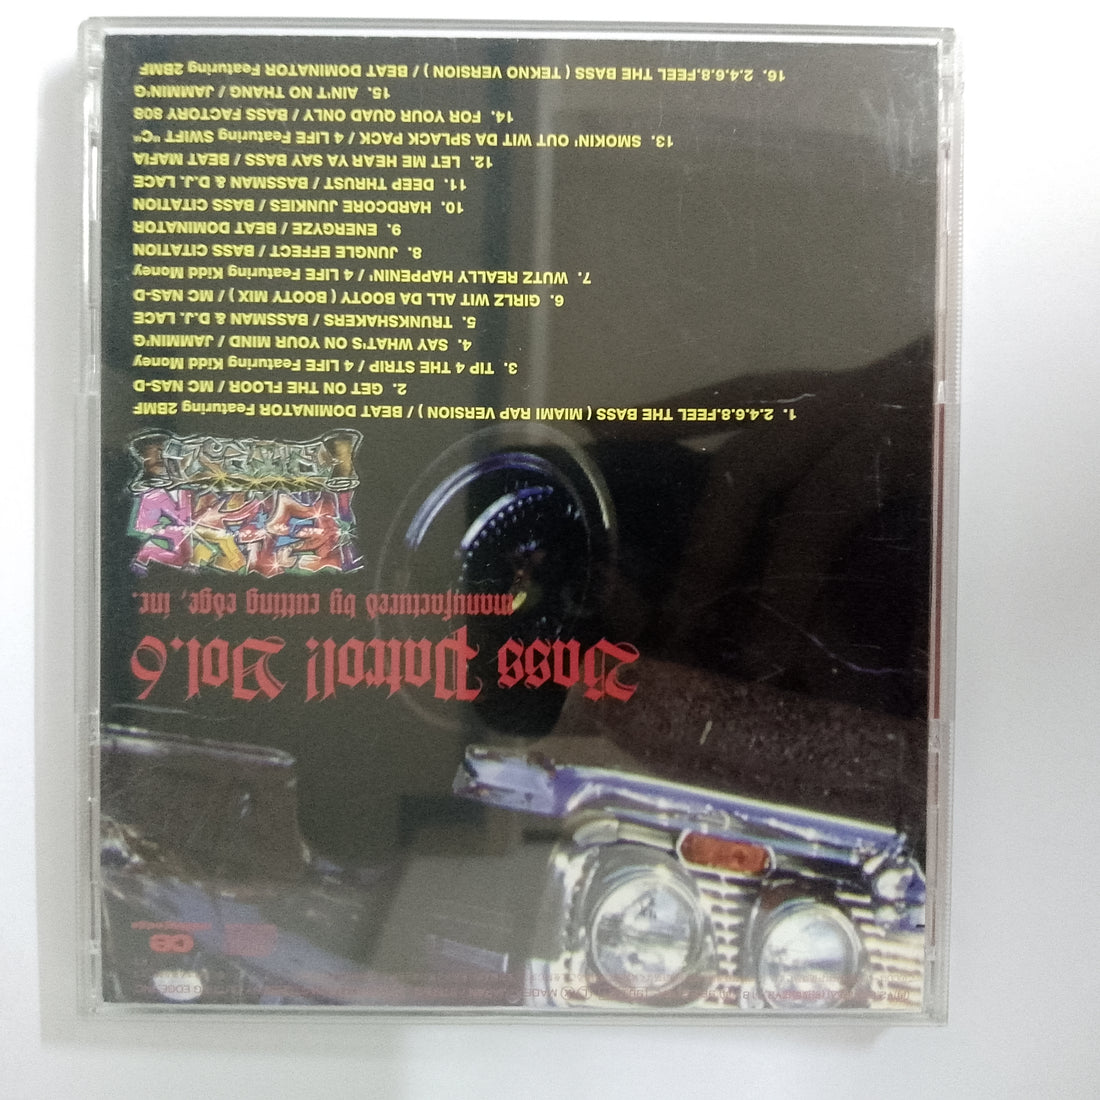 Bass Patrol! Vol.6
manufactured by cutting edge, inc.
1. 2.4.6.8.FEEL THE BASS ( MIAMI RAP VERSION ) / BEAT DOMINATOR Featuring 2BMF
2. GET ON THE FLOOR / MC NAS-D
3. TIP 4 THE STRIP / 4 LIFE Featuring Kidd Money
4. SAY WHAT'S ON YOUR MIND / JAMMIN'G
5. TRUNKSHAKERS / BASSMAN & D.J. LACE
6. GIRLZ WIT ALL DA BOOTY ( BOOTY MIX ) / MC NAS-D
7. WUTZ REALLY HAPPENIN' / 4 LIFE Featuring Kidd Money
8. JUNGLE EFFECT / BASS CITATION
9. ENERGYZE / BEAT DOMINATOR
10. HARDCORE JUNKIES / BASS CITATION
11. DEEP THRUST / BASSMAN & D.J. LACE
12. LET ME HEAR YA SAY BASS / BEAT MAFIA
13. SMOKIN' OUT WIT DA SPLACK PACK / 4 LIFE Featuring SWIFT "C"
14. FOR YOUR QUAD ONLY / BASS FACTORY 808
15. AIN'T NO THANG / JAMMIN'G
16. 2.4.6.8.FEEL THE BASS ( TEKNO VERSION ) / BEAT DOMINATOR Featuring 2BMF